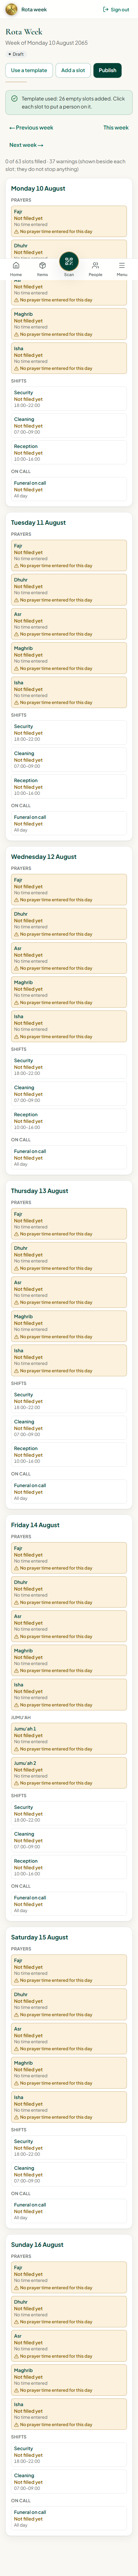 Rota week
Sign out
Rota Week
Week of Monday 10 August 2065
Draft
Use a template
Add a slot
Publish
Template used: 26 empty slots added. Click
each slot to put a person on it.
← Previous week
This week
Next week →
0 of 63 slots filled · 37 warnings (shown beside each
slot; they do not stop anything)
Monday 10 August
PRAYERS
Fajr
Not filled yet
No time entered
No prayer time entered for this day
Dhuhr
Not filled yet
Home
Items
Scan
People
Menu
No prayer time entered for this day
Maghrib
Not filled yet
No time entered
No prayer time entered for this day
Isha
Not filled yet
No time entered
No prayer time entered for this day
SHIFTS
Security
Not filled yet
18:00–22:00
Cleaning
Not filled yet
07:00–09:00
Reception
Not filled yet
10:00–16:00
ON CALL
Funeral on call
Not filled yet
All day
Tuesday 11 August
PRAYERS
Fajr
Not filled yet
No time entered
No prayer time entered for this day
Dhuhr
Not filled yet
No time entered
No prayer time entered for this day
Asr
Not filled yet
No time entered
No prayer time entered for this day
Maghrib
Not filled yet
No time entered
No prayer time entered for this day
Isha
Not filled yet
No time entered
No prayer time entered for this day
SHIFTS
Security
Not filled yet
18:00–22:00
Cleaning
Not filled yet
07:00–09:00
Reception
Not filled yet
10:00–16:00
ON CALL
Funeral on call
Not filled yet
All day
Wednesday 12 August
PRAYERS
Fajr
Not filled yet
No time entered
No prayer time entered for this day
Dhuhr
Not filled yet
No time entered
No prayer time entered for this day
Asr
Not filled yet
No time entered
No prayer time entered for this day
Maghrib
Not filled yet
No time entered
No prayer time entered for this day
Isha
Not filled yet
No time entered
No prayer time entered for this day
SHIFTS
Security
Not filled yet
18:00–22:00
Cleaning
Not filled yet
07:00–09:00
Reception
Not filled yet
10:00–16:00
ON CALL
Funeral on call
Not filled yet
All day
Thursday 13 August
PRAYERS
Fajr
Not filled yet
No time entered
No prayer time entered for this day
Dhuhr
Not filled yet
No time entered
No prayer time entered for this day
Asr
Not filled yet
No time entered
No prayer time entered for this day
Maghrib
Not filled yet
No time entered
No prayer time entered for this day
Isha
Not filled yet
No time entered
No prayer time entered for this day
SHIFTS
Security
Not filled yet
18:00–22:00
Cleaning
Not filled yet
07:00–09:00
Reception
Not filled yet
10:00–16:00
ON CALL
Funeral on call
Not filled yet
All day
Friday 14 August
PRAYERS
Fajr
Not filled yet
No time entered
No prayer time entered for this day
Dhuhr
Not filled yet
No time entered
No prayer time entered for this day
Asr
Not filled yet
No time entered
No prayer time entered for this day
Maghrib
Not filled yet
No time entered
No prayer time entered for this day
Isha
Not filled yet
No time entered
No prayer time entered for this day
JUMU'AH
Jumu'ah 1
Not filled yet
No time entered
No prayer time entered for this day
Jumu'ah 2
Not filled yet
No time entered
No prayer time entered for this day
SHIFTS
Security
Not filled yet
18:00–22:00
Cleaning
Not filled yet
07:00–09:00
Reception
Not filled yet
10:00–16:00
ON CALL
Funeral on call
Not filled yet
All day
Saturday 15 August
PRAYERS
Fajr
Not filled yet
No time entered
No prayer time entered for this day
Dhuhr
Not filled yet
No time entered
No prayer time entered for this day
Asr
Not filled yet
No time entered
No prayer time entered for this day
Maghrib
Not filled yet
No time entered
No prayer time entered for this day
Isha
Not filled yet
No time entered
No prayer time entered for this day
SHIFTS
Security
Not filled yet
18:00–22:00
Cleaning
Not filled yet
07:00–09:00
ON CALL
Funeral on call
Not filled yet
All day
Sunday 16 August
PRAYERS
Fajr
Not filled yet
No time entered
No prayer time entered for this day
Dhuhr
Not filled yet
No time entered
No prayer time entered for this day
Asr
Not filled yet
No time entered
No prayer time entered for this day
Maghrib
Not filled yet
No time entered
No prayer time entered for this day
Isha
Not filled yet
No time entered
No prayer time entered for this day
SHIFTS
Security
Not filled yet
18:00–22:00
Cleaning
Not filled yet
07:00–09:00
ON CALL
Funeral on call
Not filled yet
All day